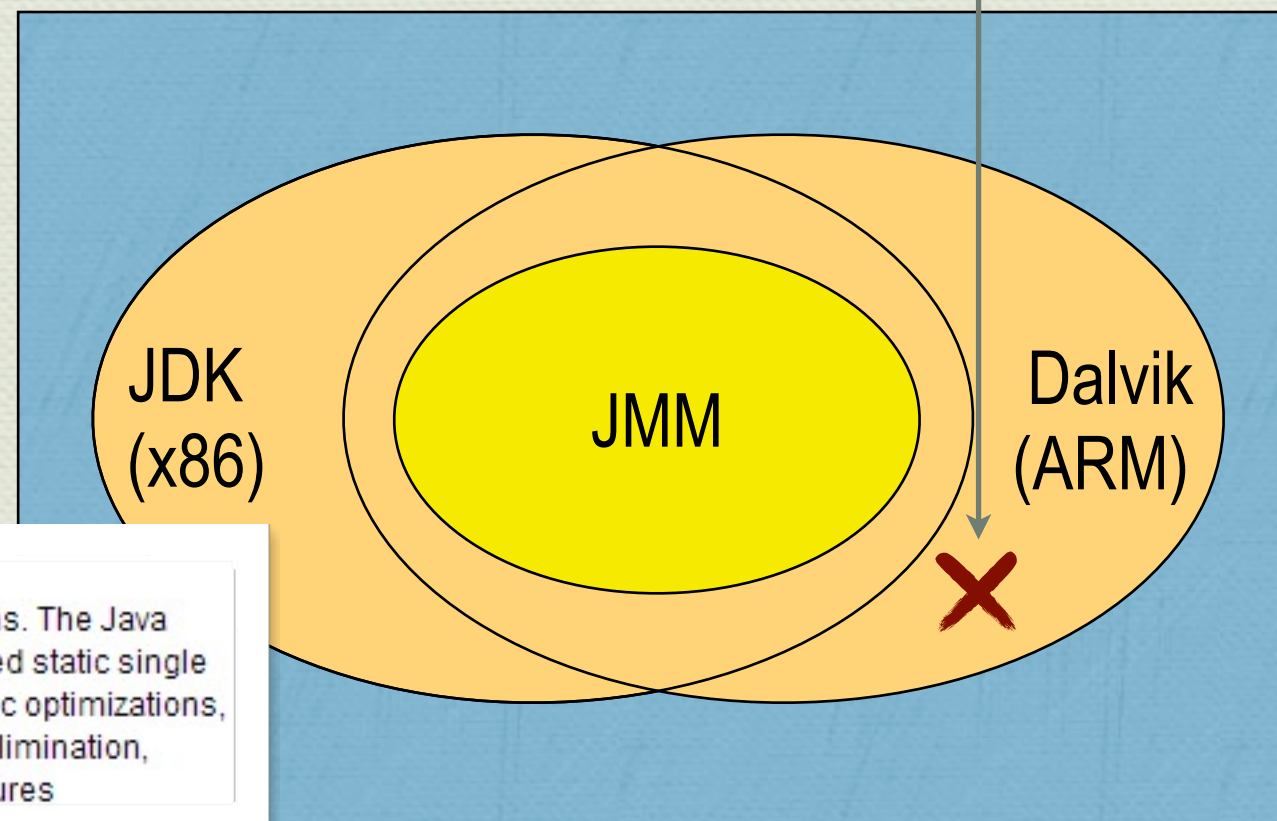 JDK
(x86)
JMM
Dalvik
(ARM)
s. The Java
ed static single
c optimizations,
limination,
ures